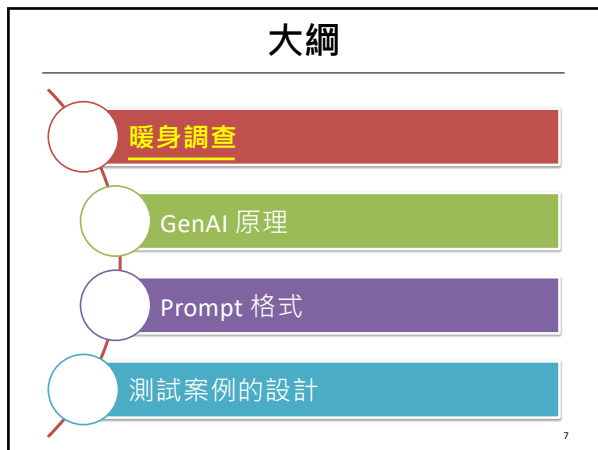 大綱
暖身調查
GenAI 原理
Prompt 格式
測試案例的設計
7